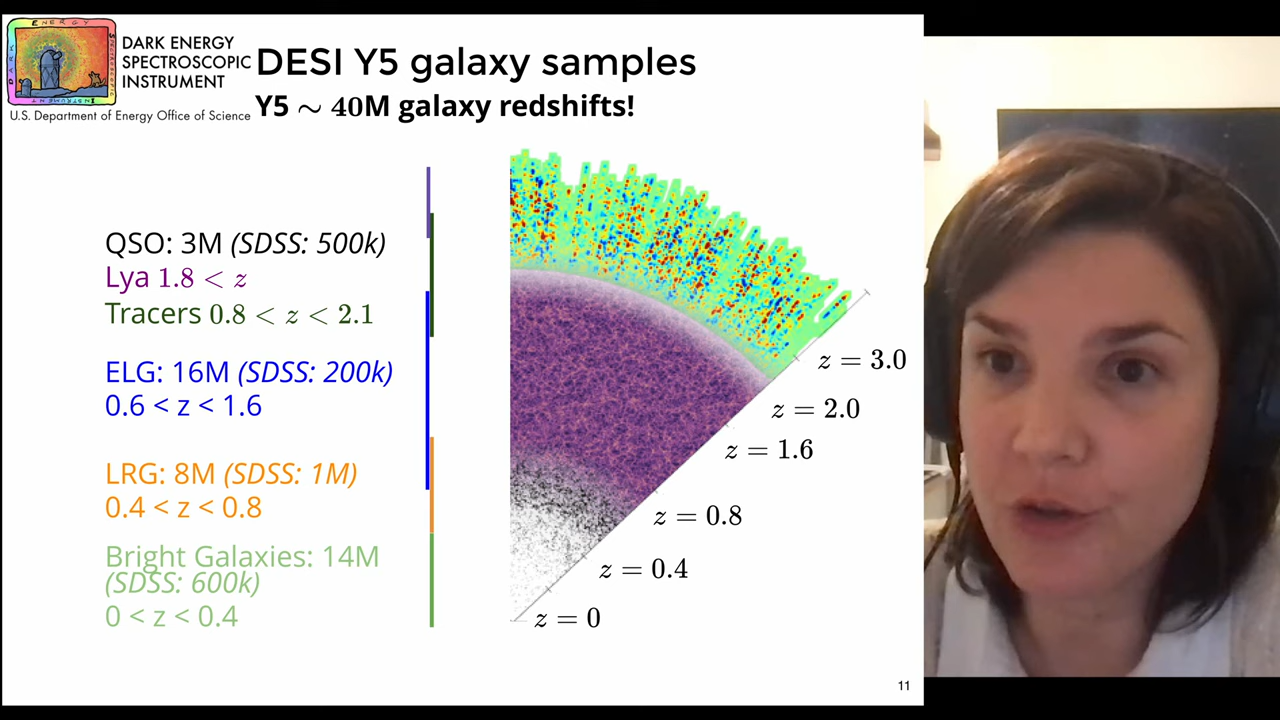 DARK ENERGY
SPECTROSCOPIC
INSTRUMENT
U.S. Department of Energy Office of Science
DESI Y5 galaxy samples
Y5 ∼ 40M galaxy redshifts!
QSO: 3M (SDSS: 500k)
Lya 1.8 < z
Tracers 0.8 < z < 2.1
ELG: 16M (SDSS: 200k)
0.6 < z < 1.6
LRG: 8M (SDSS: 1M)
0.4 < z < 0.8
Bright Galaxies: 14M
(SDSS: 600k)
0 < z < 0.4
z = 3.0
z = 2.0
z = 1.6
z = 0.8
z = 0.4
z = 0
11